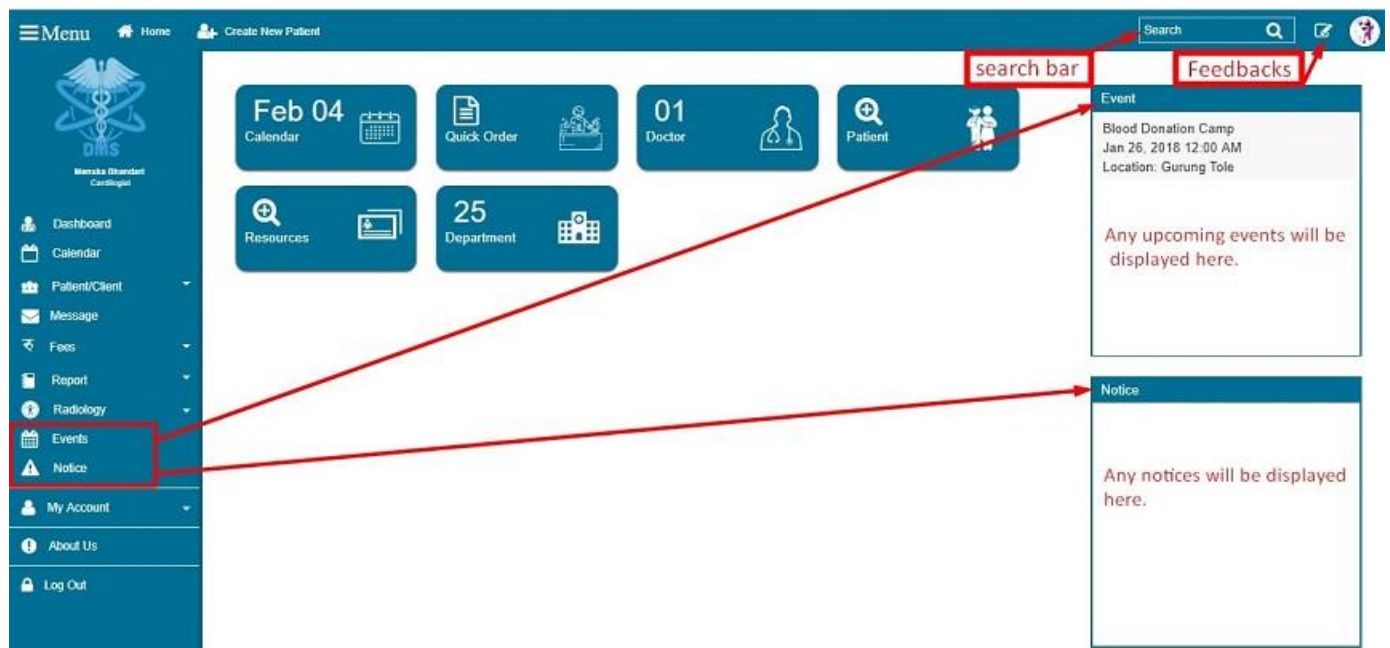 Menu Home Create New Patient Search
search bar Feedbacks
DMS
Menuka Bhandari
Cardilogist
Dashboard
Calendar
Patient/Client
Message
Fees
Report
Radiology
Events
Notice
My Account
About Us
Log Out
Feb 04
Calendar
Quick Order
01
Doctor
Patient
Resources
25
Department
Event
Blood Donation Camp
Jan 26, 2018 12:00 AM
Location: Gurung Tole
Any upcoming events will be
displayed here.
Notice
Any notices will be displayed
here.